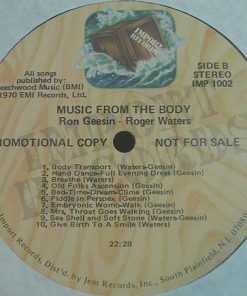 IMPORT
RECORDS
All songs
published by:
Beechwood Music (BMI)
℗1970 EMI Records, Ltd.
SIDE B
STEREO
IMP 1002
MUSIC FROM THE BODY
Ron Geesin - Roger Waters
PROMOTIONAL COPY NOT FOR SALE
1. Body Transport (Waters-Geesin)
2. Hand Dance-Full Evening Dress (Geesin)
3. Breathe (Waters)
4. Old Folks Ascension (Geesin)
5. Bed-Time-Dream-Clime (Geesin)
6. Piddle in Perspex (Geesin)
7. Embryonic Womb-Walk (Geesin)
8. Mrs. Throat Goes Walking (Geesin)
9. Sea Shell and Soft Stone (Waters-Geesin)
10. Give Birth To A Smile (Waters)
22:28
Import Records, Dist'd by Jem Records, Inc., South Plainfield, N.J.